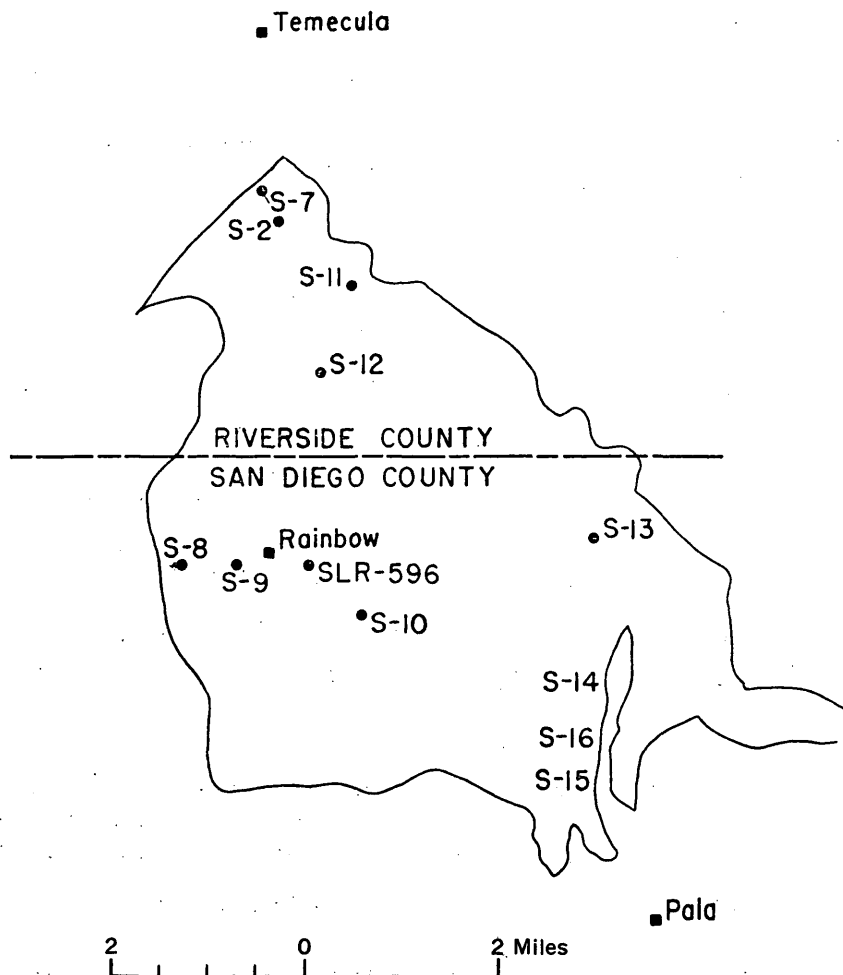 Temecula
S-7
S-2
S-11
S-12
RIVERSIDE COUNTY
SAN DIEGO COUNTY
S-13
Rainbow
S-8
S-9
SLR-596
S-10
S-14
S-16
S-15
Pala
2 0 2 Miles